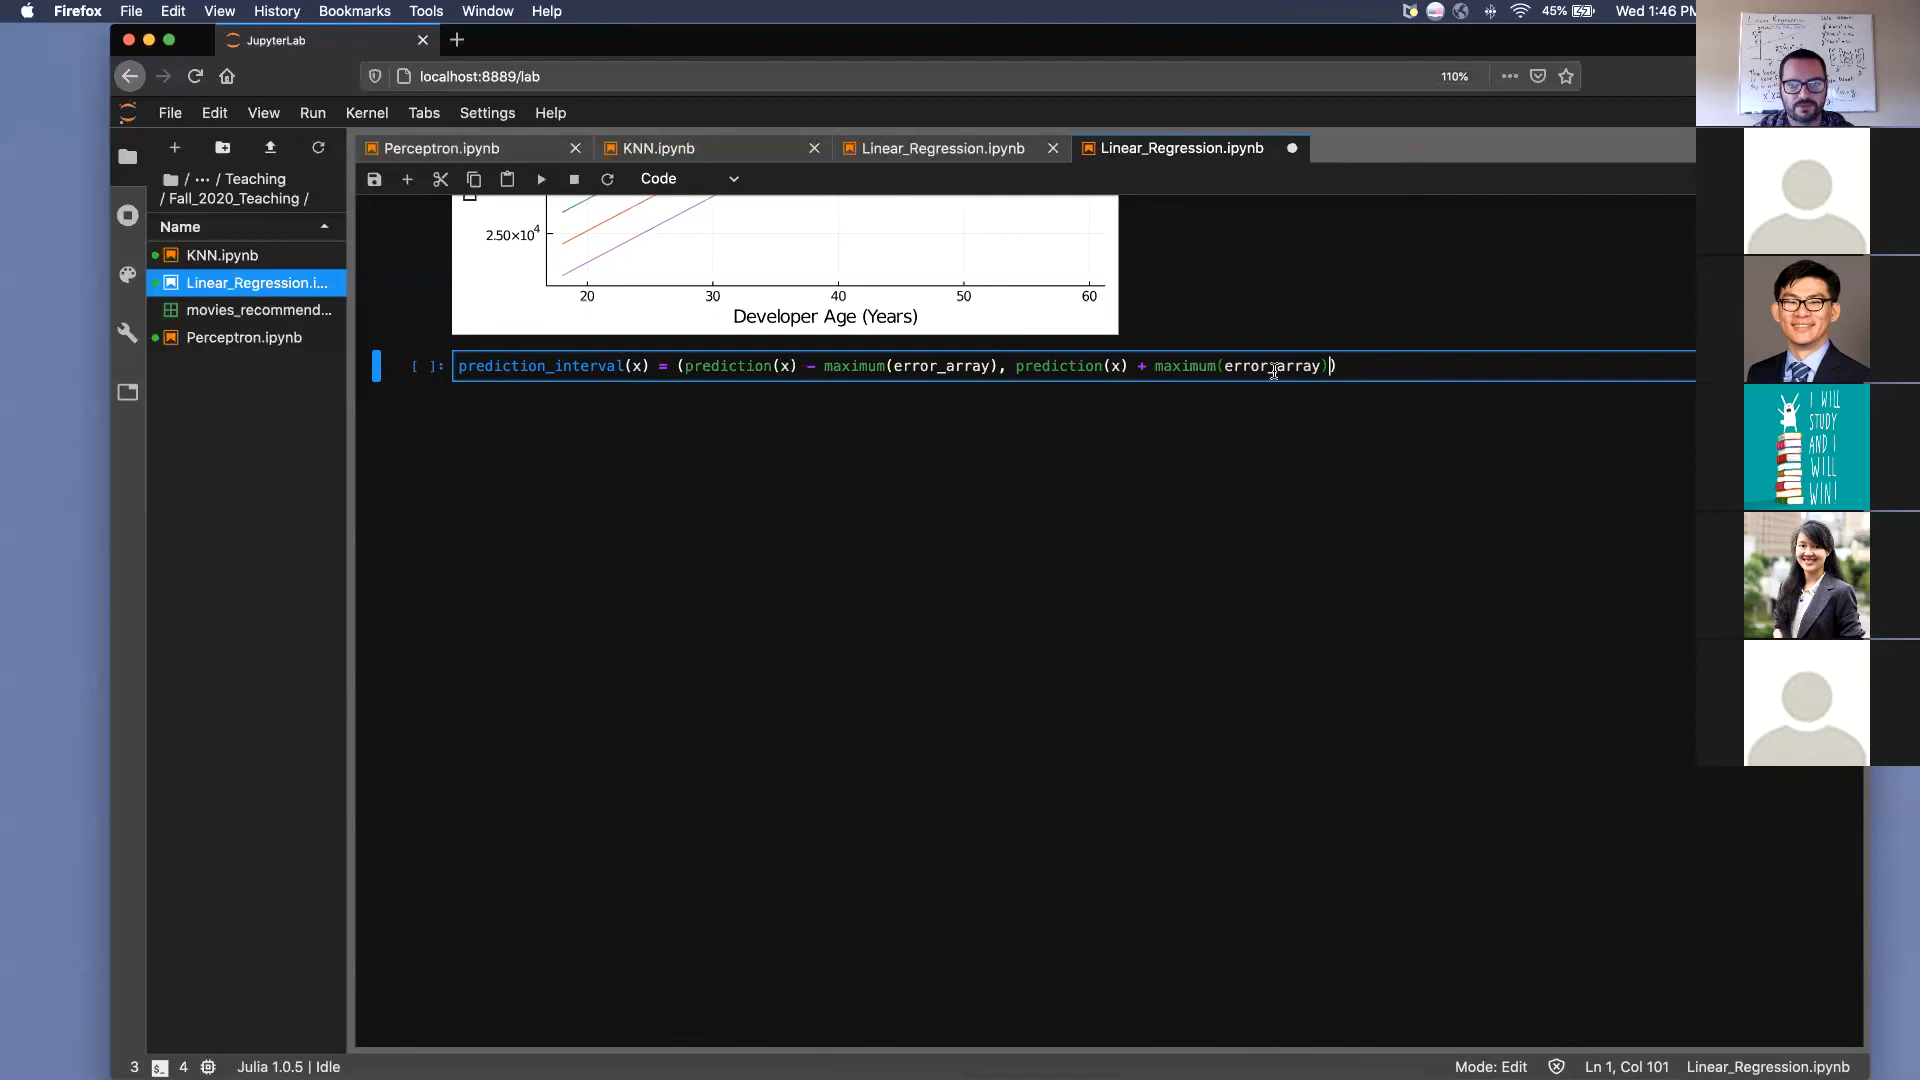 Firefox File Edit View History Bookmarks Tools Window Help 45% Wed 1:46 PM
JupyterLab
localhost:8889/lab 110%
File Edit View Run Kernel Tabs Settings Help
Perceptron.ipynb KNN.ipynb Linear_Regression.ipynb Linear_Regression.ipynb
Code
/ ··· / Teaching
/ Fall_2020_Teaching /
Name
KNN.ipynb
Linear_Regression.i...
movies_recommend...
Perceptron.ipynb
2.50×10⁴
20 30 40 50 60
Developer Age (Years)
[ ]: prediction_interval(x) = (prediction(x) - maximum(error_array), prediction(x) + maximum(error_array))
I WILL
STUDY
AND I
WILL
WIN!
3 $_ 4 Julia 1.0.5 | Idle Mode: Edit Ln 1, Col 101 Linear_Regression.ipynb